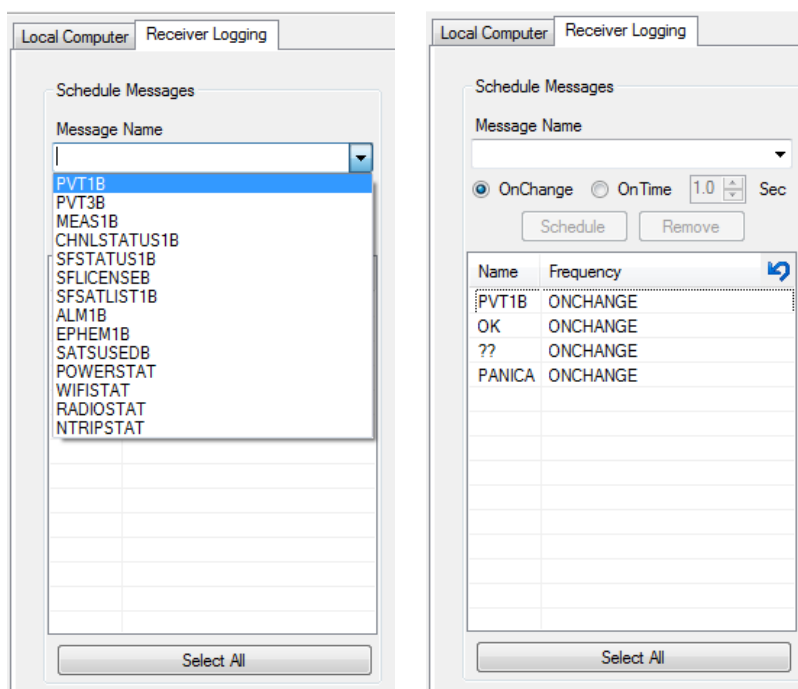 Local Computer Receiver Logging
Schedule Messages
Message Name
PVT1B
PVT3B
MEAS1B
CHNLSTATUS1B
SFSTATUS1B
SFLICENSEB
SFSATLIST1B
ALM1B
EPHEM1B
SATSUSEDB
POWERSTAT
WIFISTAT
RADIOSTAT
NTRIPSTAT
Select All
Local Computer Receiver Logging
Schedule Messages
Message Name
OnChange OnTime 1.0 Sec
Schedule Remove
Name Frequency
PVT1B ONCHANGE
OK ONCHANGE
?? ONCHANGE
PANICA ONCHANGE
Select All